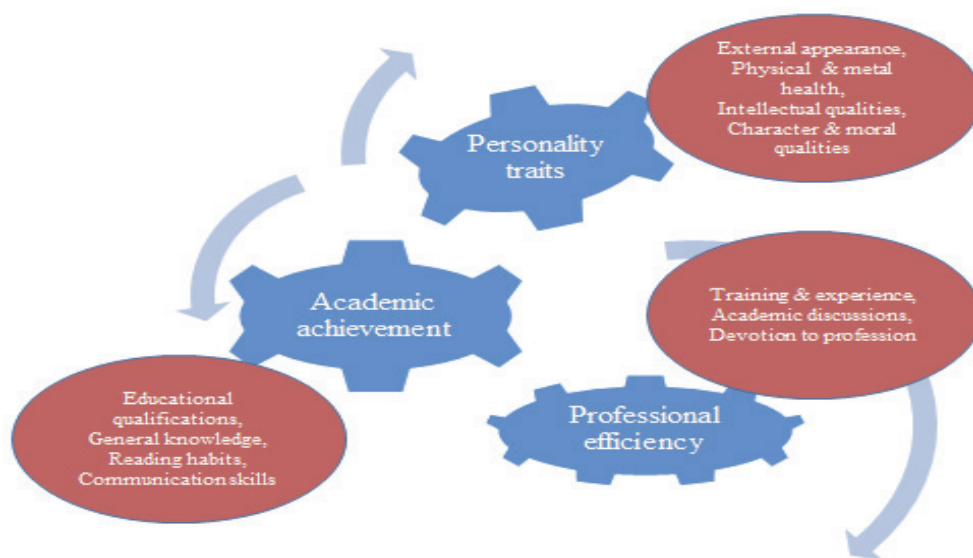 External appearance,
Physical & metal
health,
Intellectual qualities,
Character & moral
qualities
Personality
traits
Academic
achievement
Training & experience,
Academic discussions,
Devotion to profession
Educational
qualifications,
General knowledge,
Reading habits,
Communication skills
Professional
efficiency